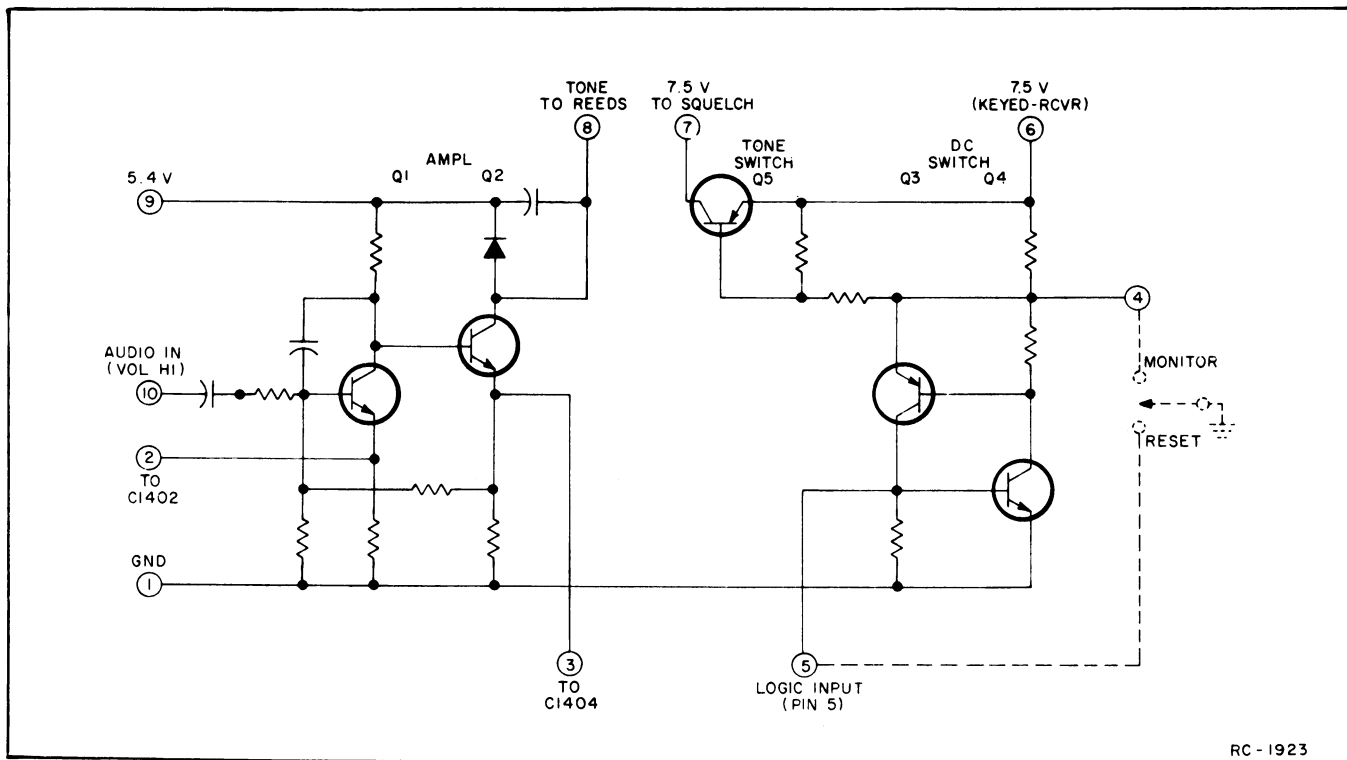 TONE
TO REEDS
8
7.5 V
TO SQUELCH
7
7.5 V
(KEYED-RCVR)
6
AMPL
Q1 Q2
TONE
SWITCH
Q5
DC
SWITCH
Q3 Q4
5.4 V
9
4
AUDIO IN
(VOL HI)
10
MONITOR
RESET
2
TO
C1402
GND
1
3
TO
C1404
5
LOGIC INPUT
(PIN 5)
RC-1923